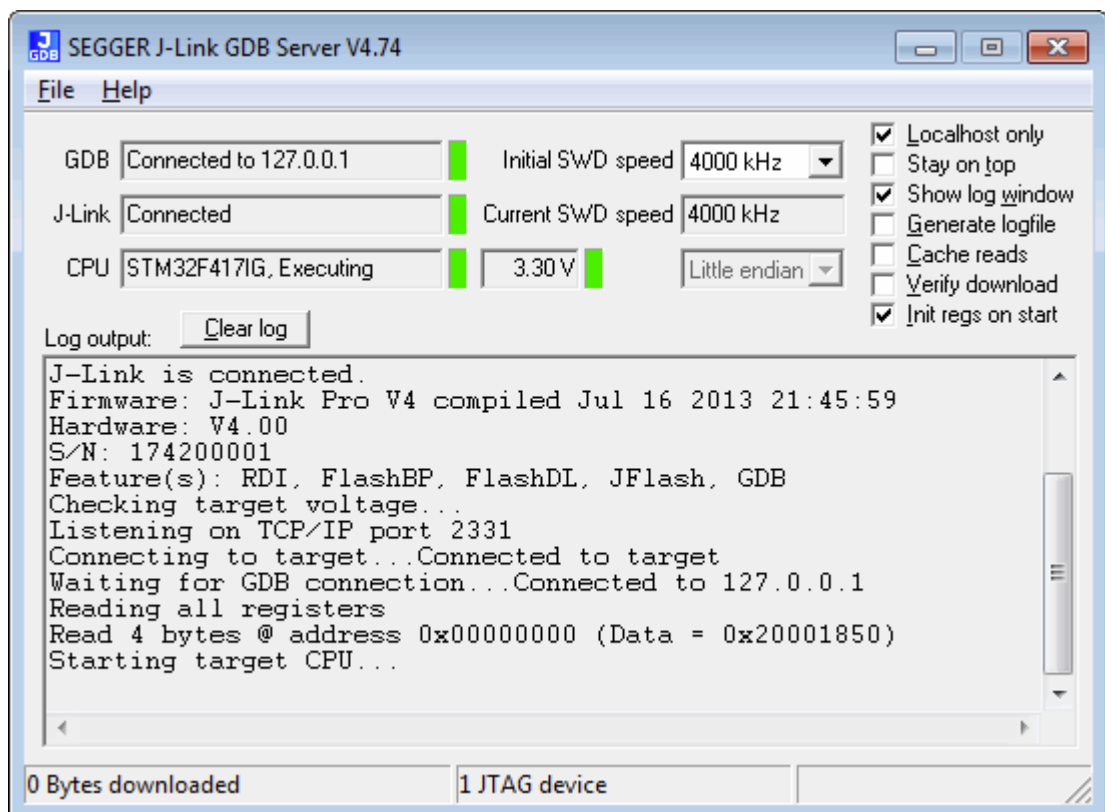 J
GDB
SEGGER J-Link GDB Server V4.74
File Help
GDB Connected to 127.0.0.1 Initial SWD speed 4000 kHz
J-Link Connected Current SWD speed 4000 kHz
CPU STM32F417IG, Executing 3.30 V Little endian
Localhost only
Stay on top
Show log window
Generate logfile
Cache reads
Verify download
Init regs on start
Log output: Clear log
J-Link is connected.
Firmware: J-Link Pro V4 compiled Jul 16 2013 21:45:59
Hardware: V4.00
S/N: 174200001
Feature(s): RDI, FlashBP, FlashDL, JFlash, GDB
Checking target voltage...
Listening on TCP/IP port 2331
Connecting to target...Connected to target
Waiting for GDB connection...Connected to 127.0.0.1
Reading all registers
Read 4 bytes @ address 0x00000000 (Data = 0x20001850)
Starting target CPU...
0 Bytes downloaded 1 JTAG device